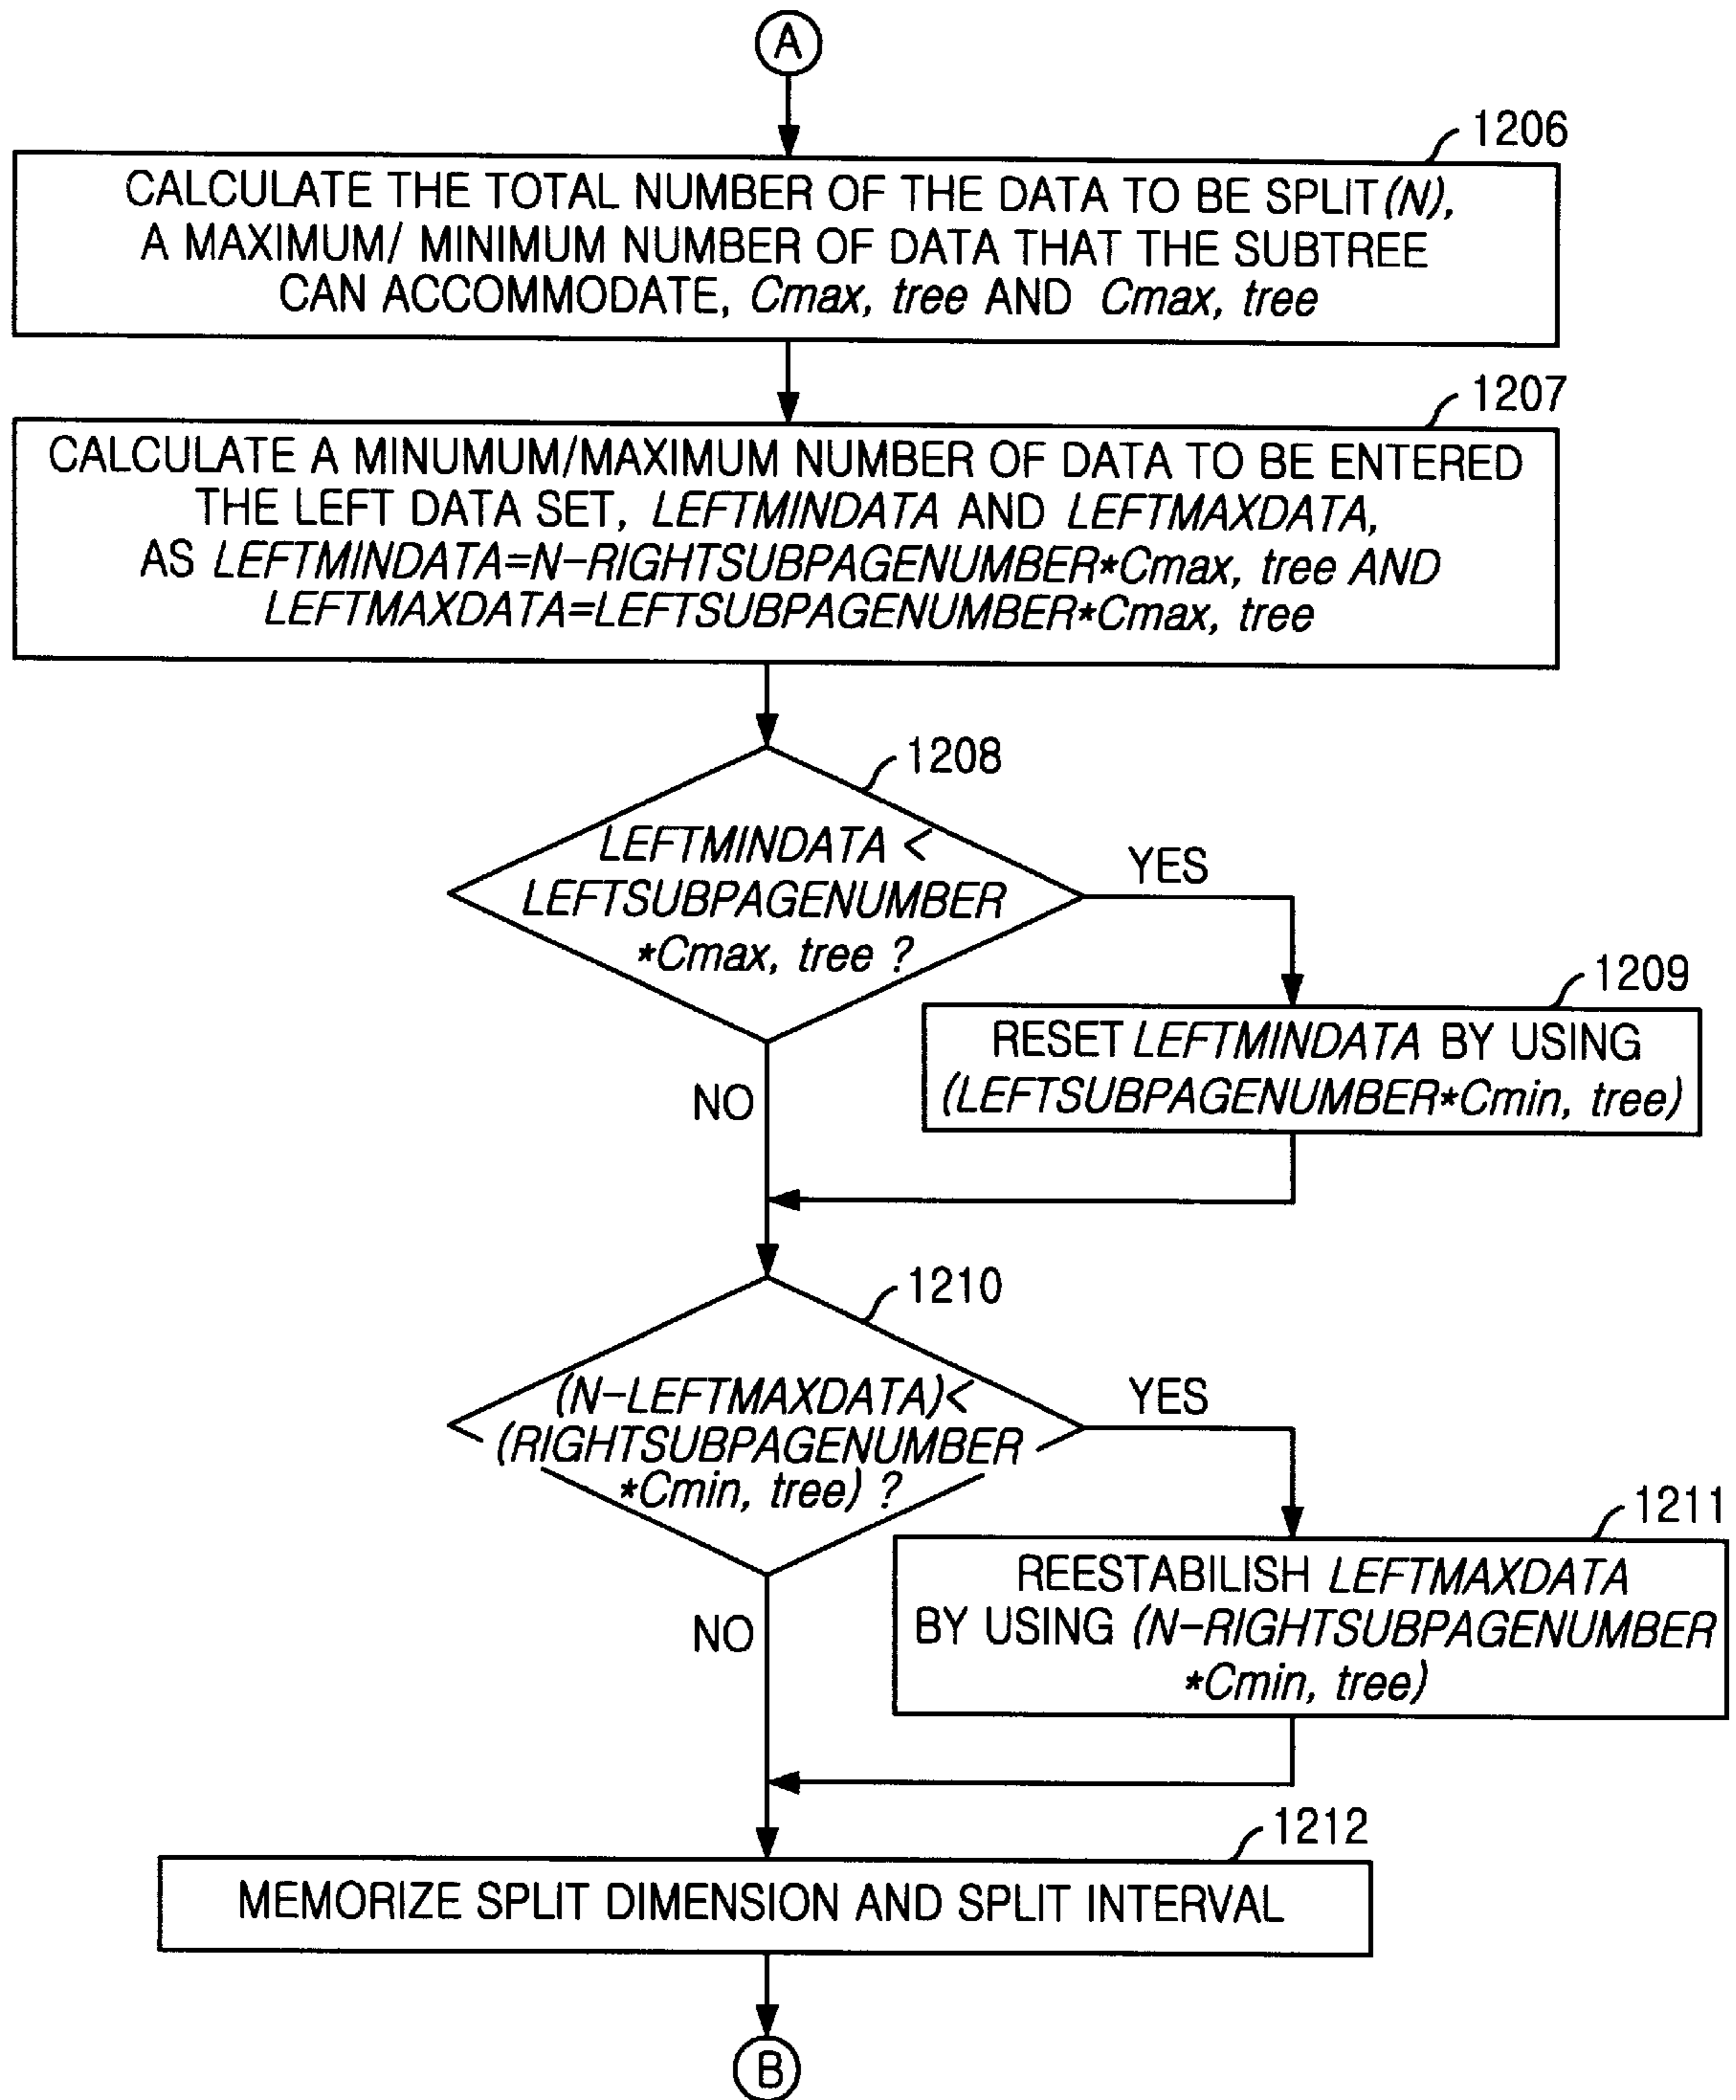 A
1206
CALCULATE THE TOTAL NUMBER OF THE DATA TO BE SPLIT (N),
A MAXIMUM/ MINIMUM NUMBER OF DATA THAT THE SUBTREE
CAN ACCOMMODATE, Cmax, tree AND Cmax, tree
1207
CALCULATE A MINUMUM/MAXIMUM NUMBER OF DATA TO BE ENTERED
THE LEFT DATA SET, LEFTMINDATA AND LEFTMAXDATA,
AS LEFTMINDATA=N-RIGHTSUBPAGENUMBER*Cmax, tree AND
LEFTMAXDATA=LEFTSUBPAGENUMBER*Cmax, tree
1208
LEFTMINDATA <
LEFTSUBPAGENUMBER
*Cmax, tree ?
YES
NO
1209
RESET LEFTMINDATA BY USING
(LEFTSUBPAGENUMBER*Cmin, tree)
1210
(N-LEFTMAXDATA)<
(RIGHTSUBPAGENUMBER
*Cmin, tree) ?
YES
NO
1211
REESTABILISH LEFTMAXDATA
BY USING (N-RIGHTSUBPAGENUMBER
*Cmin, tree)
1212
MEMORIZE SPLIT DIMENSION AND SPLIT INTERVAL
B